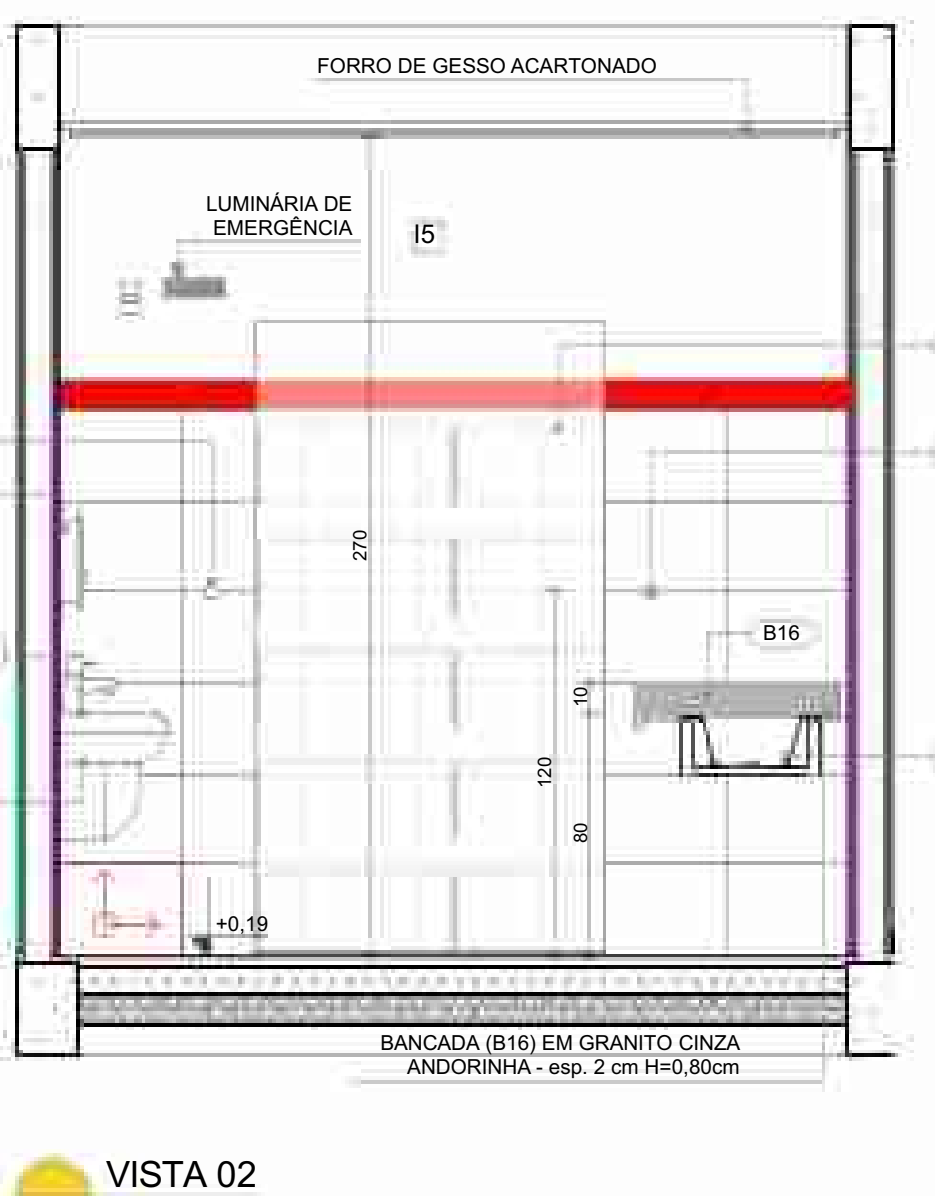 FORRO DE GESSO ACARTONADO
LUMINÁRIA DE
EMERGÊNCIA
I5
270
B16
10
120
80
+0,19
BANCADA (B16) EM GRANITO CINZA
ANDORINHA - esp. 2 cm H=0,80cm
VISTA 02